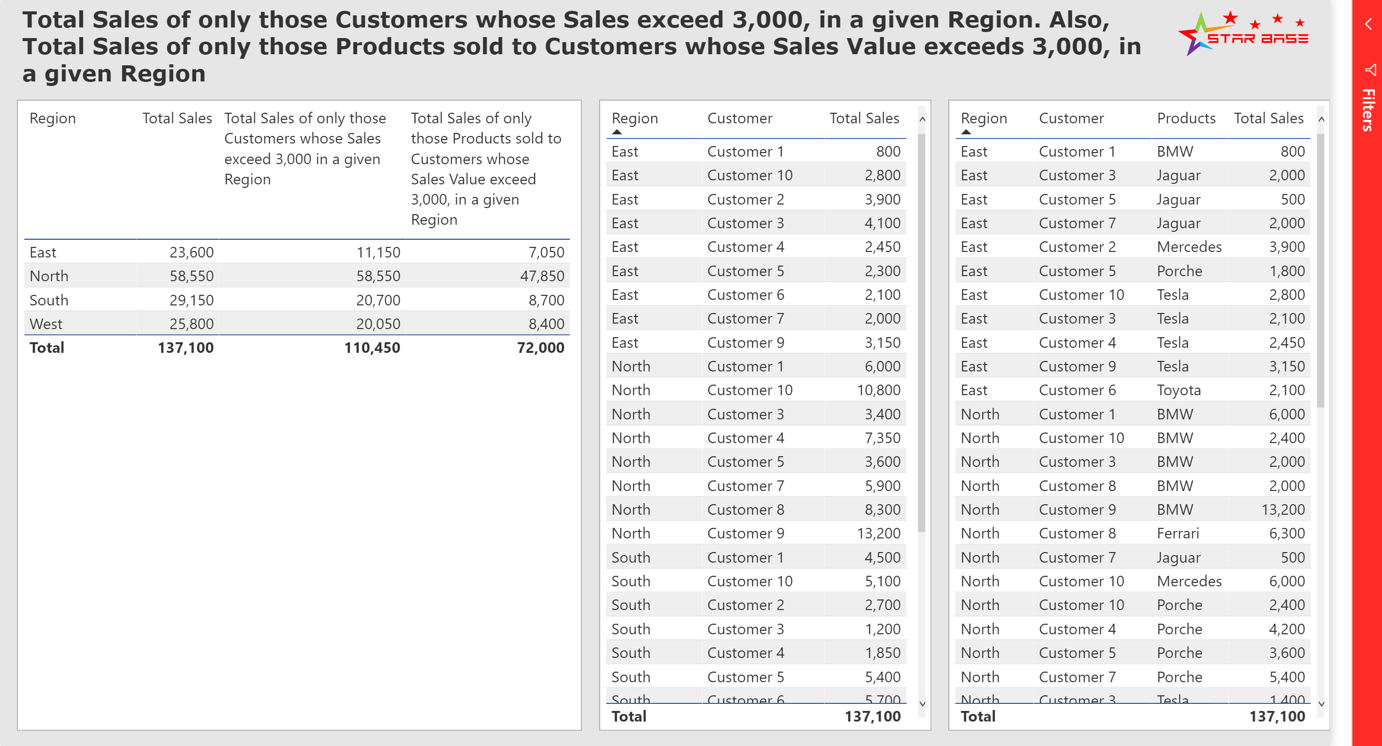 Total Sales of only those Customers whose Sales exceed 3,000, in a given Region. Also,
Total Sales of only those Products sold to Customers whose Sales Value exceeds 3,000, in
a given Region
STAR BASE
Filters
Region Total Sales Total Sales of only those Customers whose Sales exceed 3,000 in a given Region Total Sales of only those Products sold to Customers whose Sales Value exceed 3,000, in a given Region
East 23,600 11,150 7,050
North 58,550 58,550 47,850
South 29,150 20,700 8,700
West 25,800 20,050 8,400
Total 137,100 110,450 72,000
Region Customer Total Sales
East Customer 1 800
East Customer 10 2,800
East Customer 2 3,900
East Customer 3 4,100
East Customer 4 2,450
East Customer 5 2,300
East Customer 6 2,100
East Customer 7 2,000
East Customer 9 3,150
North Customer 1 6,000
North Customer 10 10,800
North Customer 3 3,400
North Customer 4 7,350
North Customer 5 3,600
North Customer 7 5,900
North Customer 8 8,300
North Customer 9 13,200
South Customer 1 4,500
South Customer 10 5,100
South Customer 2 2,700
South Customer 3 1,200
South Customer 4 1,850
South Customer 5 5,400
South Customer 6 5,700
Total 137,100
Region Customer Products Total Sales
East Customer 1 BMW 800
East Customer 3 Jaguar 2,000
East Customer 5 Jaguar 500
East Customer 7 Jaguar 2,000
East Customer 2 Mercedes 3,900
East Customer 5 Porche 1,800
East Customer 10 Tesla 2,800
East Customer 3 Tesla 2,100
East Customer 4 Tesla 2,450
East Customer 9 Tesla 3,150
East Customer 6 Toyota 2,100
North Customer 1 BMW 6,000
North Customer 10 BMW 2,400
North Customer 3 BMW 2,000
North Customer 8 BMW 2,000
North Customer 9 BMW 13,200
North Customer 8 Ferrari 6,300
North Customer 7 Jaguar 500
North Customer 10 Mercedes 6,000
North Customer 10 Porche 2,400
North Customer 4 Porche 4,200
North Customer 5 Porche 3,600
North Customer 7 Porche 5,400
North Customer 3 Tesla 1,400
Total 137,100